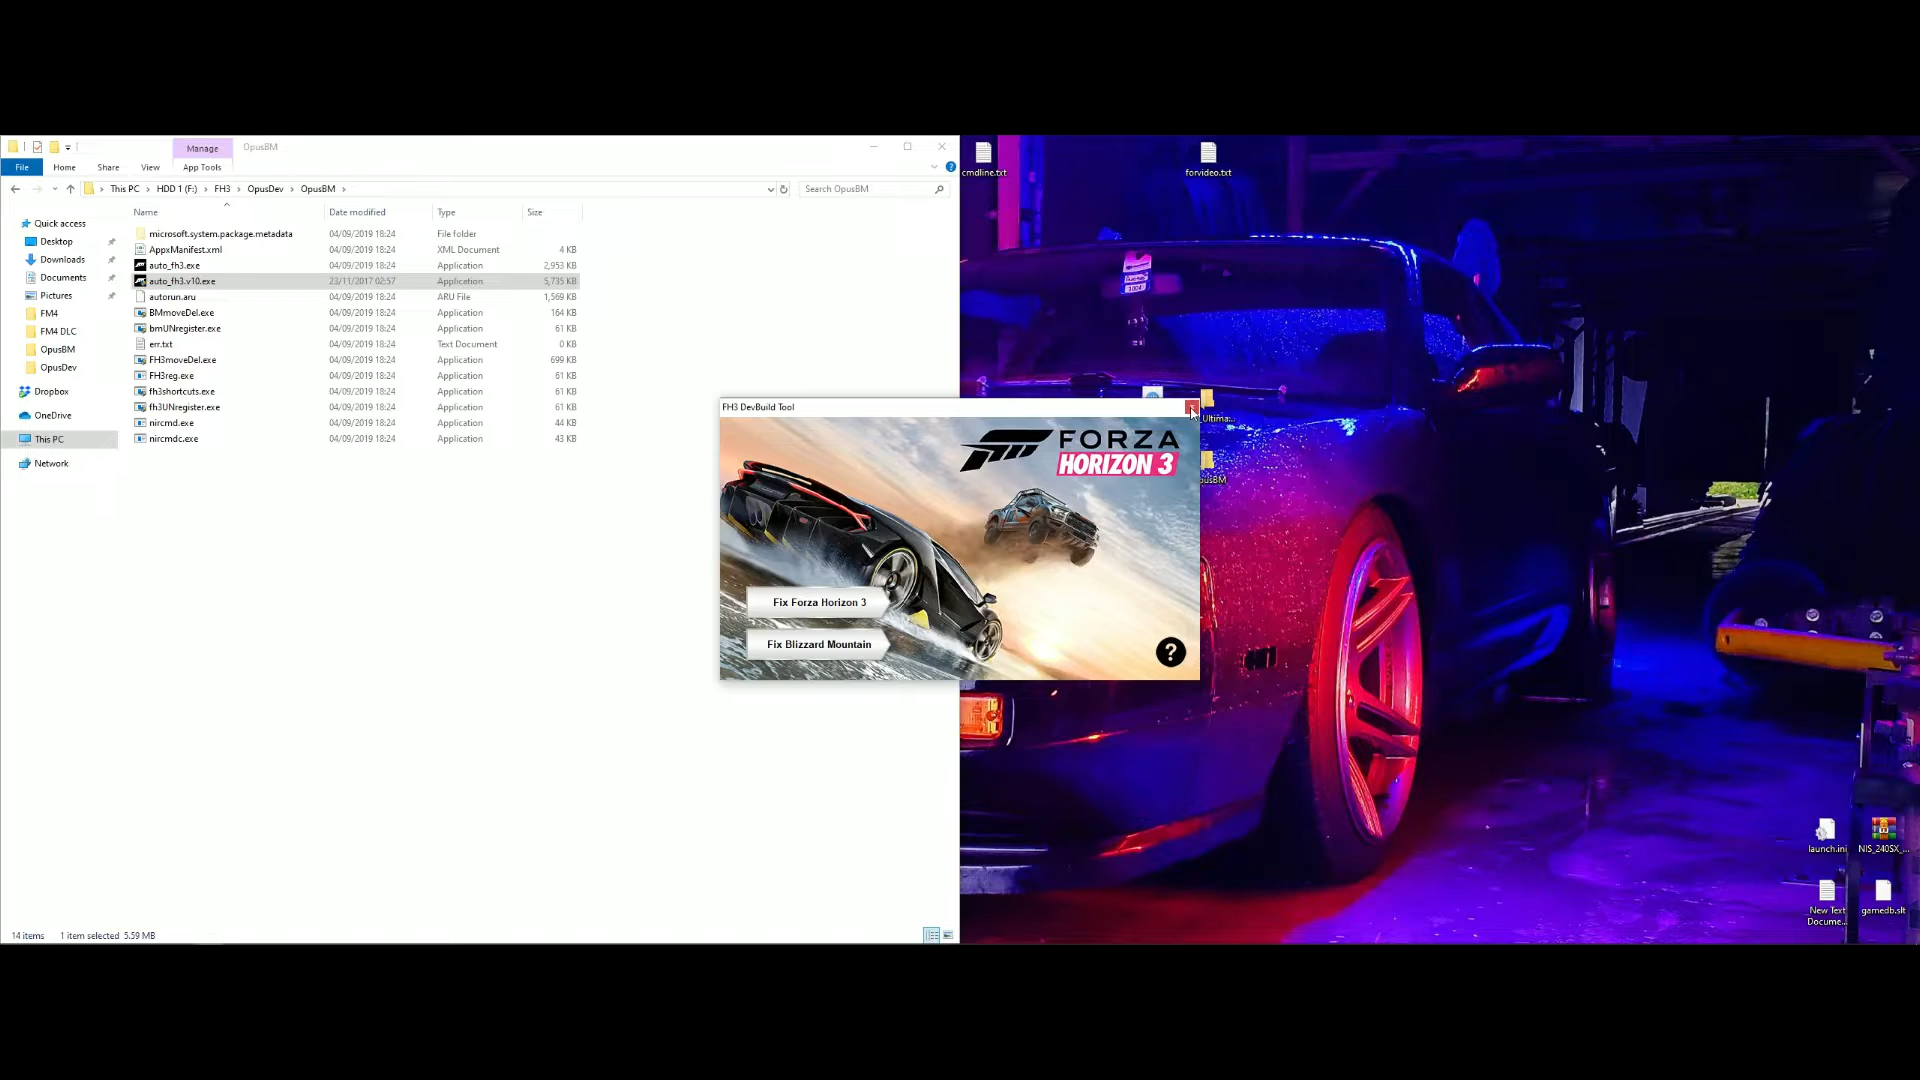 Manage
OpusBM
File
Home
Share
View
App Tools
This PC
HDD 1 (F:)
FH3
OpusDev
OpusBM
Search OpusBM
Name
Date modified
Type
Size
Quick access
Desktop
Downloads
Documents
Pictures
FM4
FM4 DLC
OpusBM
OpusDev
Dropbox
OneDrive
This PC
Network
microsoft.system.package.metadata 04/09/2019 18:24 File folder
AppxManifest.xml 04/09/2019 18:24 XML Document 4 KB
auto_fh3.exe 04/09/2019 18:24 Application 2,953 KB
auto_fh3.v10.exe 23/11/2017 02:57 Application 5,735 KB
autorun.aru 04/09/2019 18:24 ARU File 1,569 KB
BMmoveDel.exe 04/09/2019 18:24 Application 164 KB
bmUNregister.exe 04/09/2019 18:24 Application 61 KB
err.txt 04/09/2019 18:24 Text Document 0 KB
FH3moveDel.exe 04/09/2019 18:24 Application 699 KB
FH3reg.exe 04/09/2019 18:24 Application 61 KB
fh3shortcuts.exe 04/09/2019 18:24 Application 61 KB
fh3UNregister.exe 04/09/2019 18:24 Application 61 KB
nircmd.exe 04/09/2019 18:24 Application 44 KB
nircmdc.exe 04/09/2019 18:24 Application 43 KB
14 items
1 item selected 5.59 MB
cmdline.txt
forvideo.txt
FH3 DevBuild Tool
FORZA
HORIZON 3
Fix Forza Horizon 3
Fix Blizzard Mountain
?
Ultima...
launch.ini
NIS_240SX_...
New Text
Docume...
gamedb.slt